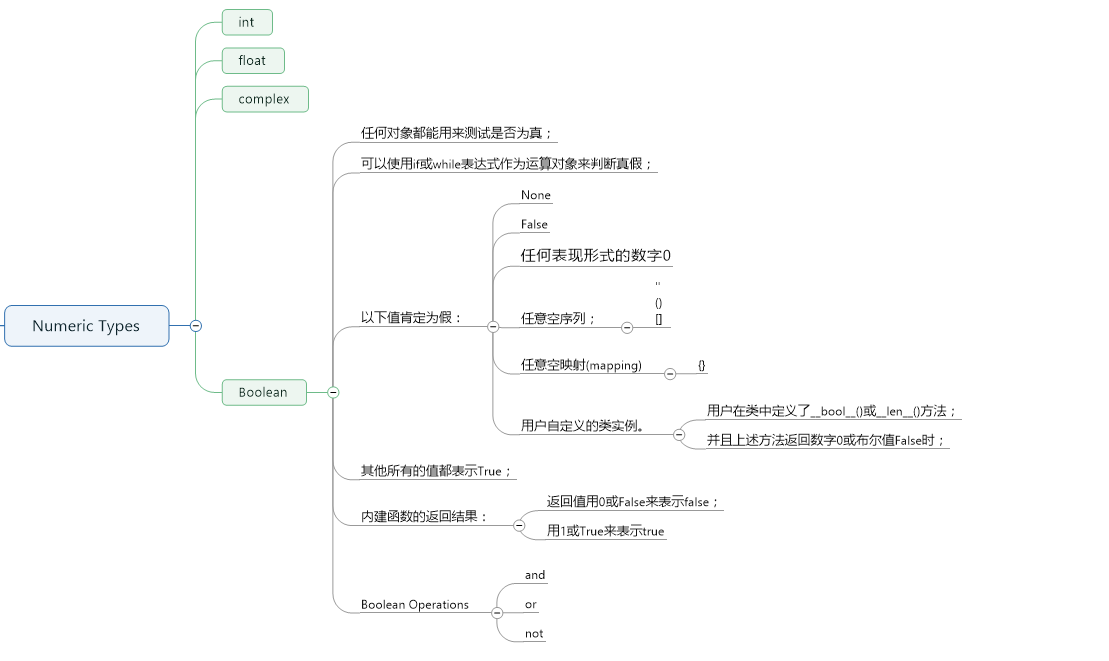 int
float
complex
任何对象都能用来测试是否为真；
可以使用if或while表达式作为运算对象来判断真假；
None
False
任何表现形式的数字0
''
()
以下值肯定为假：
任意空序列；
[]
Numeric Types
任意空映射(mapping)
{}
Boolean
用户自定义的类实例。
用户在类中定义了__bool__()或__len__()方法；
并且上述方法返回数字0或布尔值False时；
其他所有的值都表示True；
内建函数的返回结果：
返回值用0或False来表示false；
用1或True来表示true
Boolean Operations
and
or
not